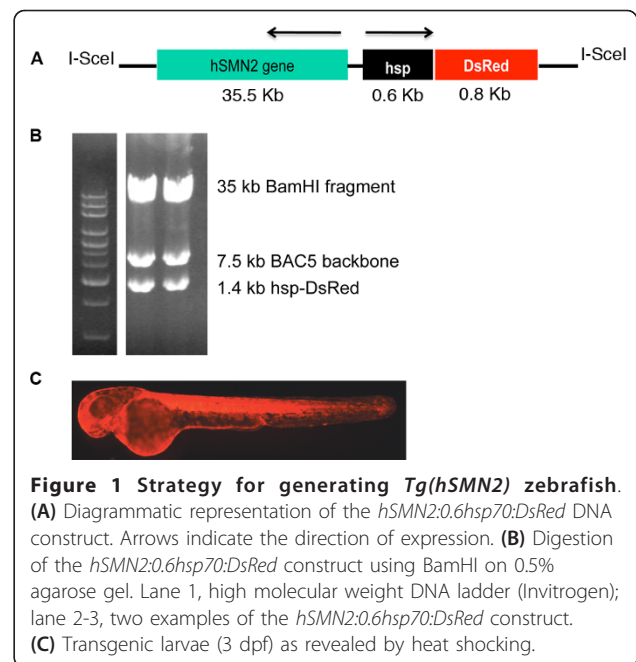 A
I-SceI
hSMN2 gene
hsp
DsRed
I-SceI
35.5 Kb
0.6 Kb
0.8 Kb
B
35 kb BamHI fragment
7.5 kb BAC5 backbone
1.4 kb hsp-DsRed
C
Figure 1 Strategy for generating Tg(hSMN2) zebrafish.
(A) Diagrammatic representation of the hSMN2:0.6hsp70:DsRed DNA
construct. Arrows indicate the direction of expression. (B) Digestion
of the hSMN2:0.6hsp70:DsRed construct using BamHI on 0.5%
agarose gel. Lane 1, high molecular weight DNA ladder (Invitrogen);
lane 2-3, two examples of the hSMN2:0.6hsp70:DsRed construct.
(C) Transgenic larvae (3 dpf) as revealed by heat shocking.